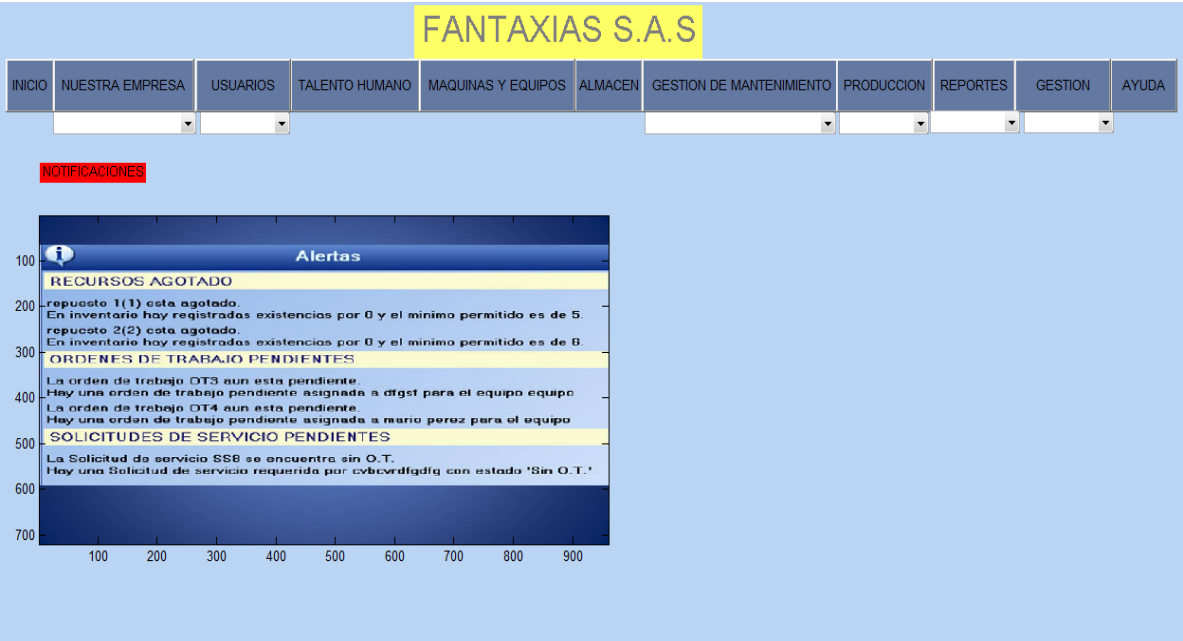 FANTAXIAS S.A.S
INICIO NUESTRA EMPRESA USUARIOS TALENTO HUMANO MAQUINAS Y EQUIPOS ALMACEN GESTION DE MANTENIMIENTO PRODUCCION REPORTES GESTION AYUDA
NOTIFICACIONES
Alertas
RECURSOS AGOTADO
repuesto 1(1) esta agotado.
En inventario hay registradas existencias por 0 y el minimo permitido es de 5.
repuesto 2(2) esta agotado.
En inventario hay registradas existencias por 0 y el minimo permitido es de
ORDENES DE TRABAJO PENDIENTES
La orden de trabajo OT3 aun esta pendiente.
Hay una orden de trabajo pendiente asignada a para el equipo equipo
La orden de trabajo OT4 aun esta pendiente.
Hay una orden de trabajo pendiente asignada a mario perez para el equipo
SOLICITUDES DE SERVICIO PENDIENTES
La Solicitud de servicio se encuentra sin O.T.
Hay una Solicitud de servicio requerida por con estado 'Sin O.T.'
100
200
300
400
500
600
700
100 200 300 400 500 600 700 800 900